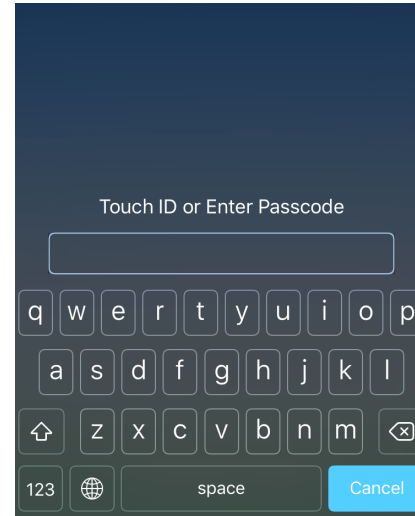 Touch ID or Enter Passcode
q w e r t y u i o p
a s d f g h j k l
z x c v b n m
123 space Cancel